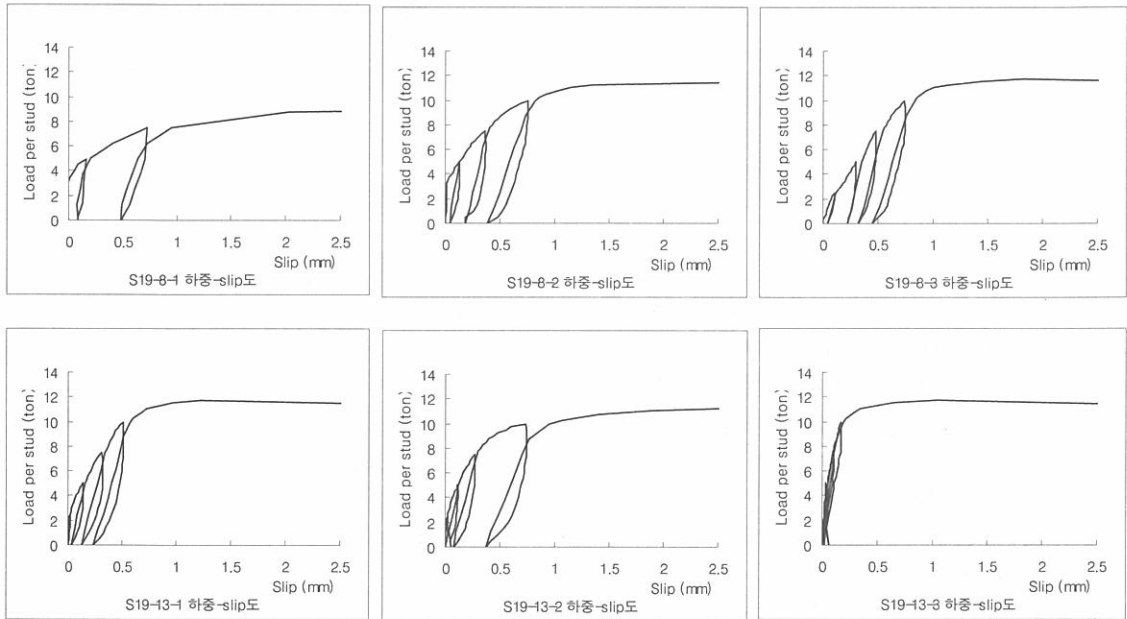 Load per stud (ton)
14
12
10
8
6
4
2
0
0 0.5 1 1.5 2 2.5
Slip (mm)
S19-8-1 하중-slip도
Load per stud (ton)
14
12
10
8
6
4
2
0
0 0.5 1 1.5 2 2.5
Slip (mm)
S19-8-2 하중-slip도
Load per stud (ton)
14
12
10
8
6
4
2
0
0 0.5 1 1.5 2 2.5
Slip (mm)
S19-8-3 하중-slip도
Load per stud (ton)
14
12
10
8
6
4
2
0
0 0.5 1 1.5 2 2.5
Slip (mm)
S19-13-1 하중-slip도
Load per stud (ton)
14
12
10
8
6
4
2
0
0 0.5 1 1.5 2 2.5
Slip (mm)
S19-13-2 하중-slip도
Load per stud (ton)
14
12
10
8
6
4
2
0
0 0.5 1 1.5 2 2.5
Slip (mm)
S19-13-3 하중-slip도